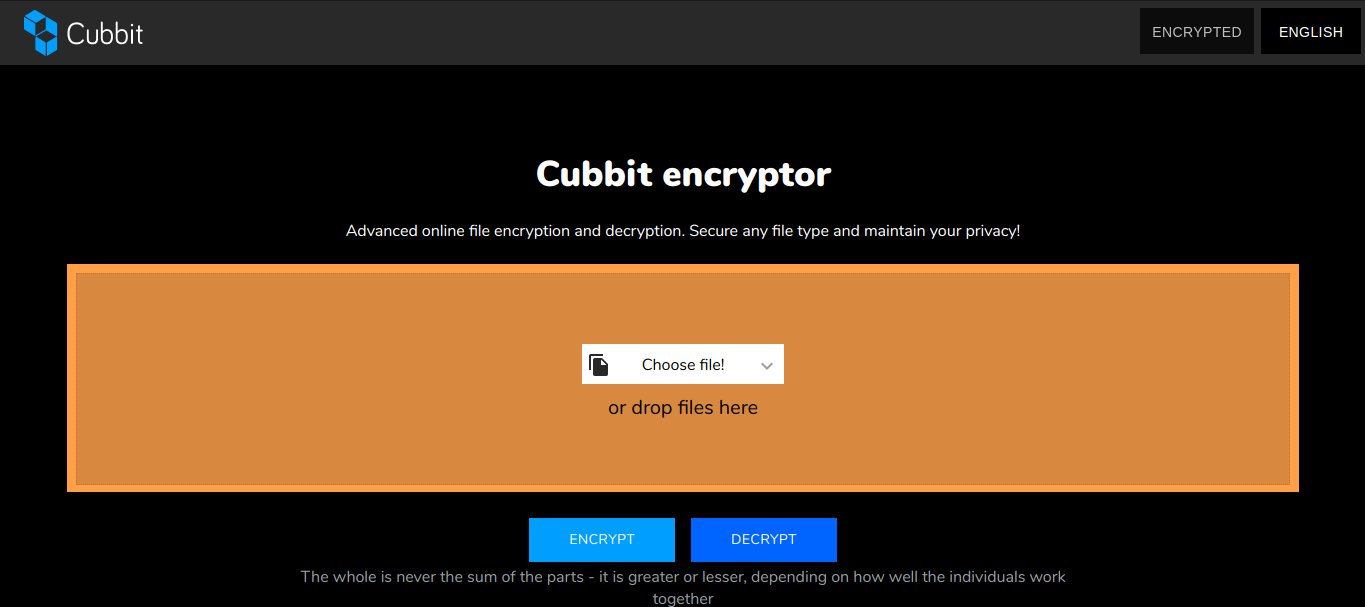 Cubbit
ENCRYPTED
ENGLISH
Cubbit encryptor
Advanced online file encryption and decryption. Secure any file type and maintain your privacy!
Choose file!
or drop files here
ENCRYPT
DECRYPT
The whole is never the sum of the parts - it is greater or lesser, depending on how well the individuals work
together